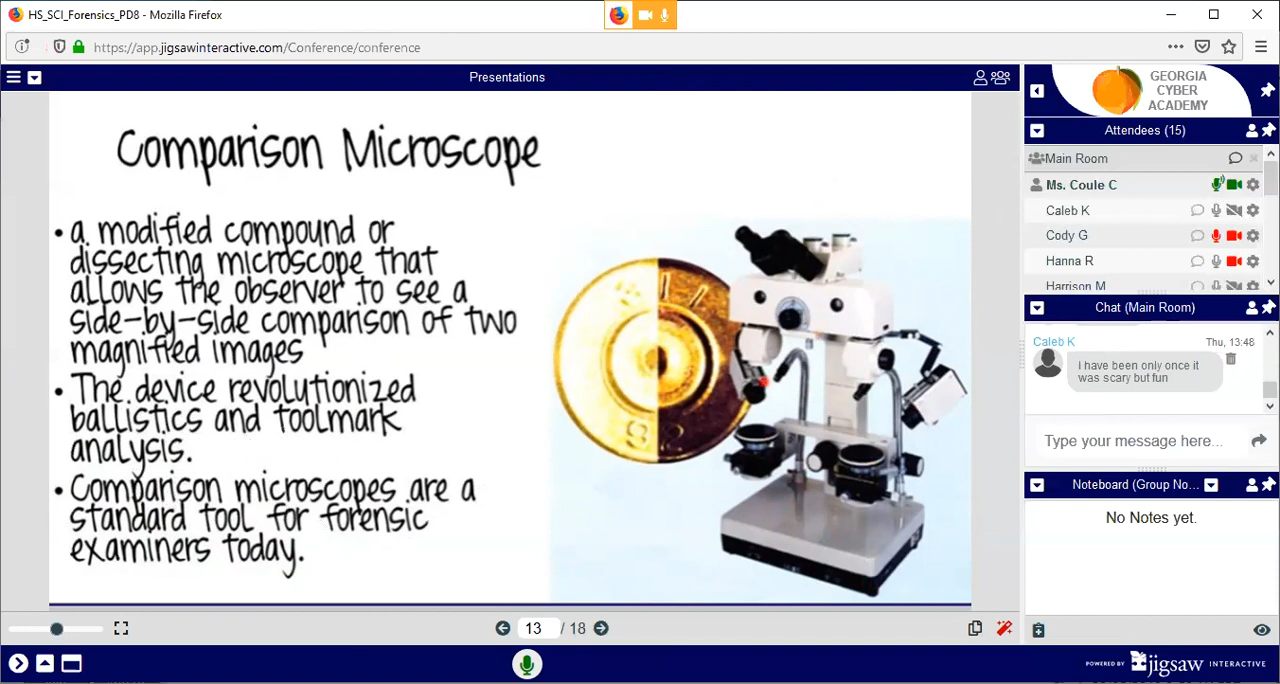 HS_SCI_Forensics_PD8 - Mozilla Firefox
https://app.jigsawinteractive.com/Conference/conference
Presentations
Comparison Microscope
• a modified compound or
dissecting microscope that
allows the observer to see a
side-by-side comparison of two
magnified images
• The device revolutionized
ballistics and toolmark
analysis.
• Comparison microscopes are a
standard tool for forensic
examiners today.
13 / 18
GEORGIA
CYBER
ACADEMY
Attendees (15)
Main Room
Ms. Coule C
Caleb K
Cody G
Hanna R
Harrison M
Chat (Main Room)
Caleb K Thu, 13:48
I have been only once it
was scary but fun
Type your message here...
Noteboard (Group No...
No Notes yet.
POWERED BY jigsaw INTERACTIVE